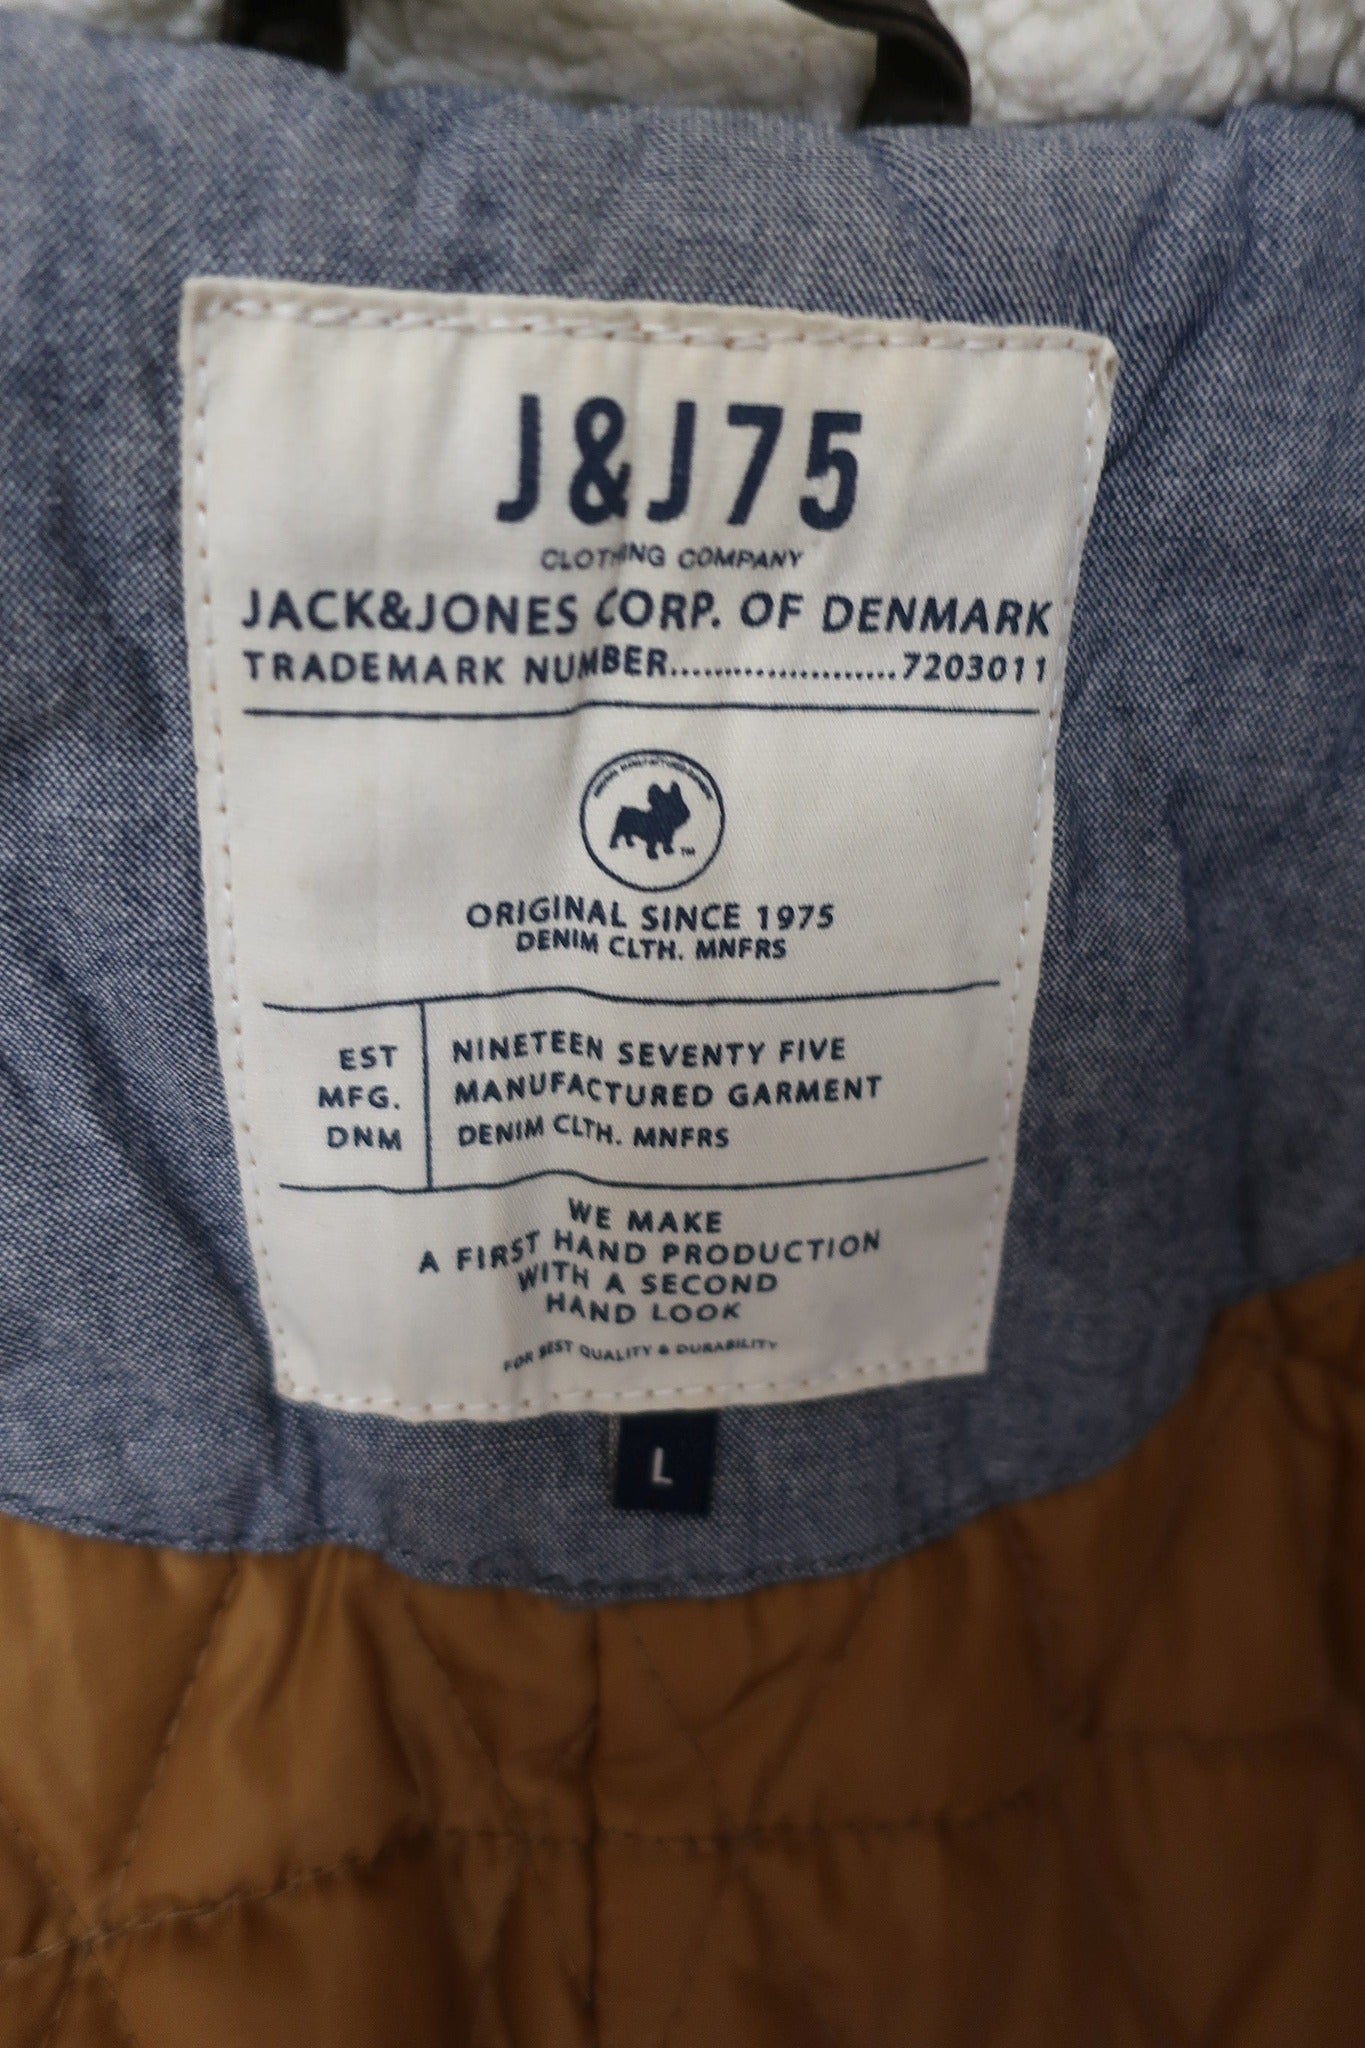 J&J75
CLOTHING COMPANY
JACK&JONES CORP. OF DENMARK
TRADEMARK NUMBER......................7203011
TM
ORIGINAL SINCE 1975
DENIM CLTH. MNFRS
EST NINETEEN SEVENTY FIVE
MFG. MANUFACTURED GARMENT
DNM DENIM CLTH. MNFRS
WE MAKE
A FIRST HAND PRODUCTION
WITH A SECOND
HAND LOOK
FOR BEST QUALITY & DURABILITY
L